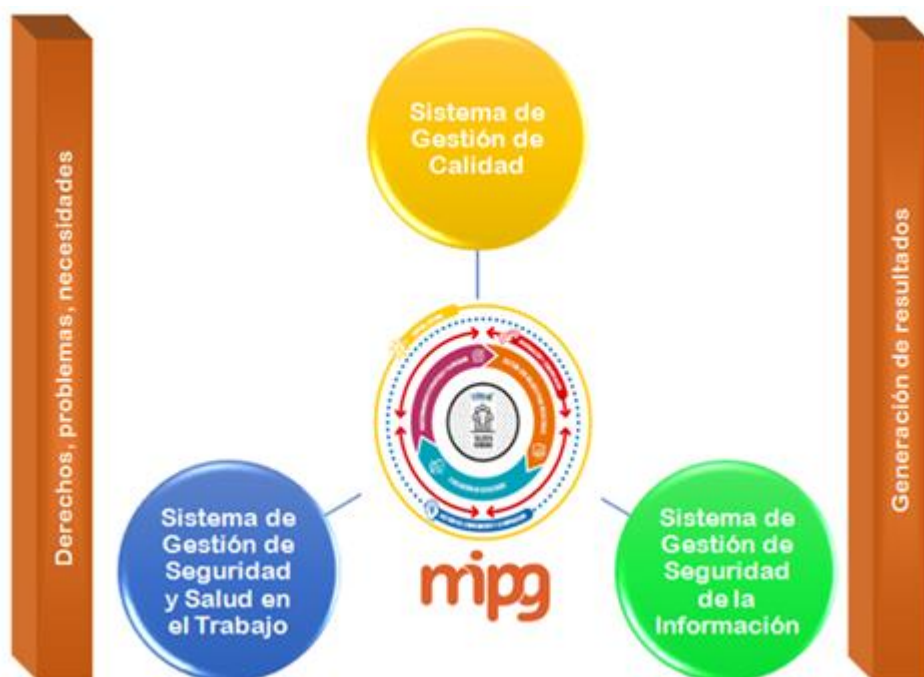 Derechos, problemas, necesidades
Sistema de
Gestión de
Calidad
Generación de resultados
Sistema de
Gestión de
Seguridad
y Salud en
el Trabajo
mipg
Sistema de
Gestión de
Seguridad
de la
Información